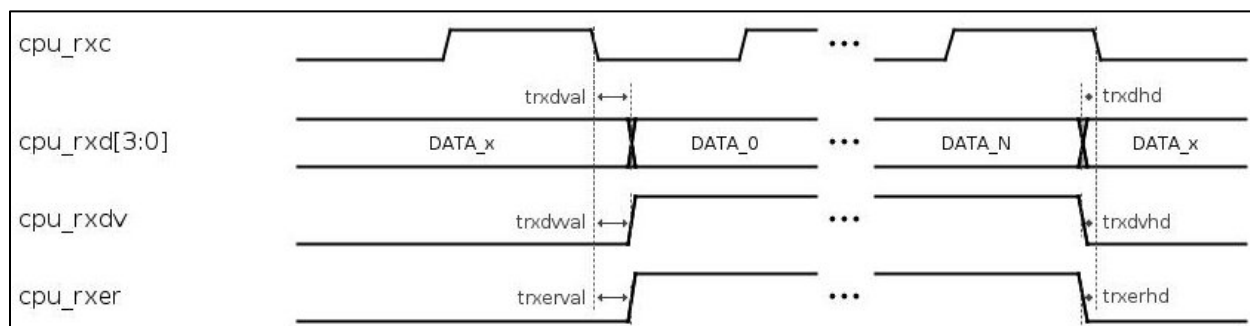 cpu_rxc
•••
trxdval
trxdhd
cpu_rxd[3:0]
DATA_x
DATA_0
•••
DATA_N
DATA_x
cpu_rxdv
trxdvval
•••
trxdvhd
cpu_rxer
trxerval
•••
trxerhd